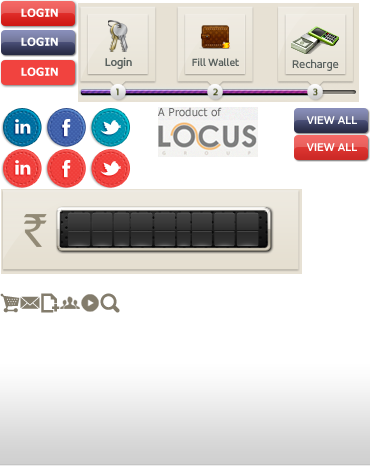 LOGIN
LOGIN
LOGIN
Login
Fill Wallet
Recharge
1
2
3
in f
in f
A Product of
LOCUS
GROUP
VIEW ALL
VIEW ALL
₹